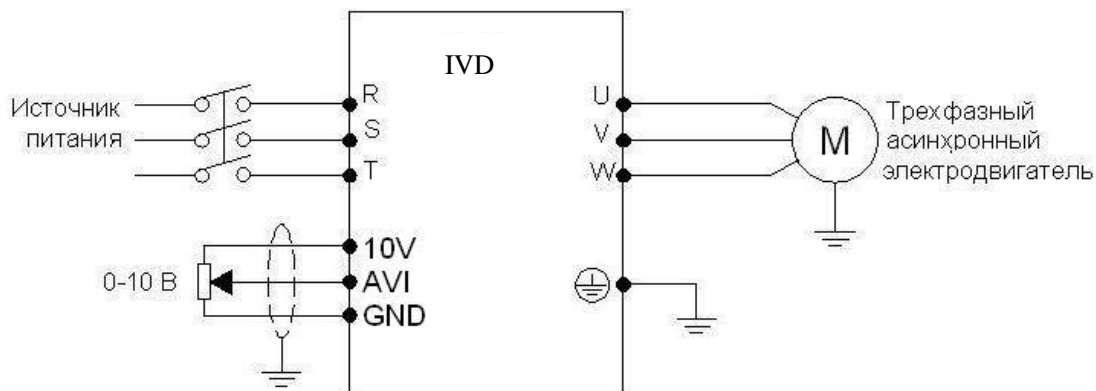 IVD
Источник
питания
R
S
T
U
V
W
M
Трехфазный
асинхронный
электродвигатель
0-10 В
10V
AVI
GND